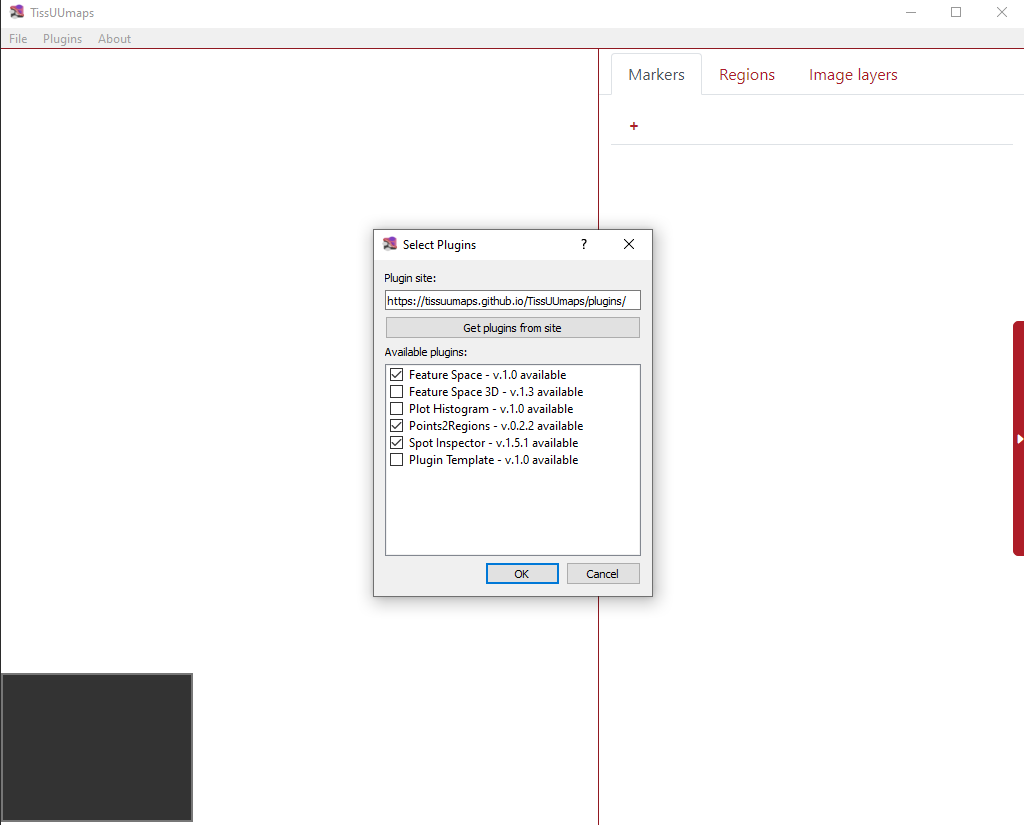 TissUUmaps
File Plugins About
Markers Regions Image layers
+
Select Plugins ?
Plugin site:
https://tissuumaps.github.io/TissUUmaps/plugins/
Get plugins from site
Available plugins:
Feature Space - v.1.0 available
Feature Space 3D - v.1.3 available
Plot Histogram - v.1.0 available
Points2Regions - v.0.2.2 available
Spot Inspector - v.1.5.1 available
Plugin Template - v.1.0 available
OK Cancel